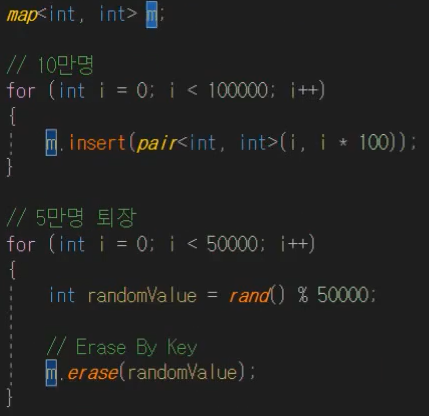 map<int, int> m;
// 10만명
for (int i = 0; i < 100000; i++)
{
m.insert(pair<int, int>(i, i * 100));
}
// 5만명 퇴장
for (int i = 0; i < 50000; i++)
{
int randomValue = rand() % 50000;
// Erase By Key
m.erase(randomValue);
}